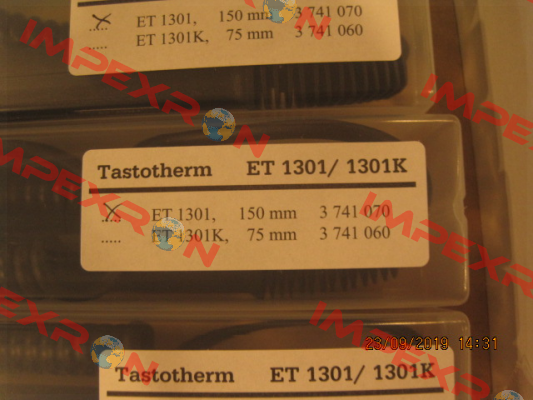 ..... ET 1301, 150 mm 3 741 070
..... ET 1301K, 75 mm 3 741 060
Tastotherm ET 1301/ 1301K
..... ET 1301, 150 mm 3 741 070
..... ET 1301K, 75 mm 3 741 060
23/09/2019 14:31
Tastotherm ET 1301/ 1301K
IMPEXRON
IMPEXRON
IMPEXRON